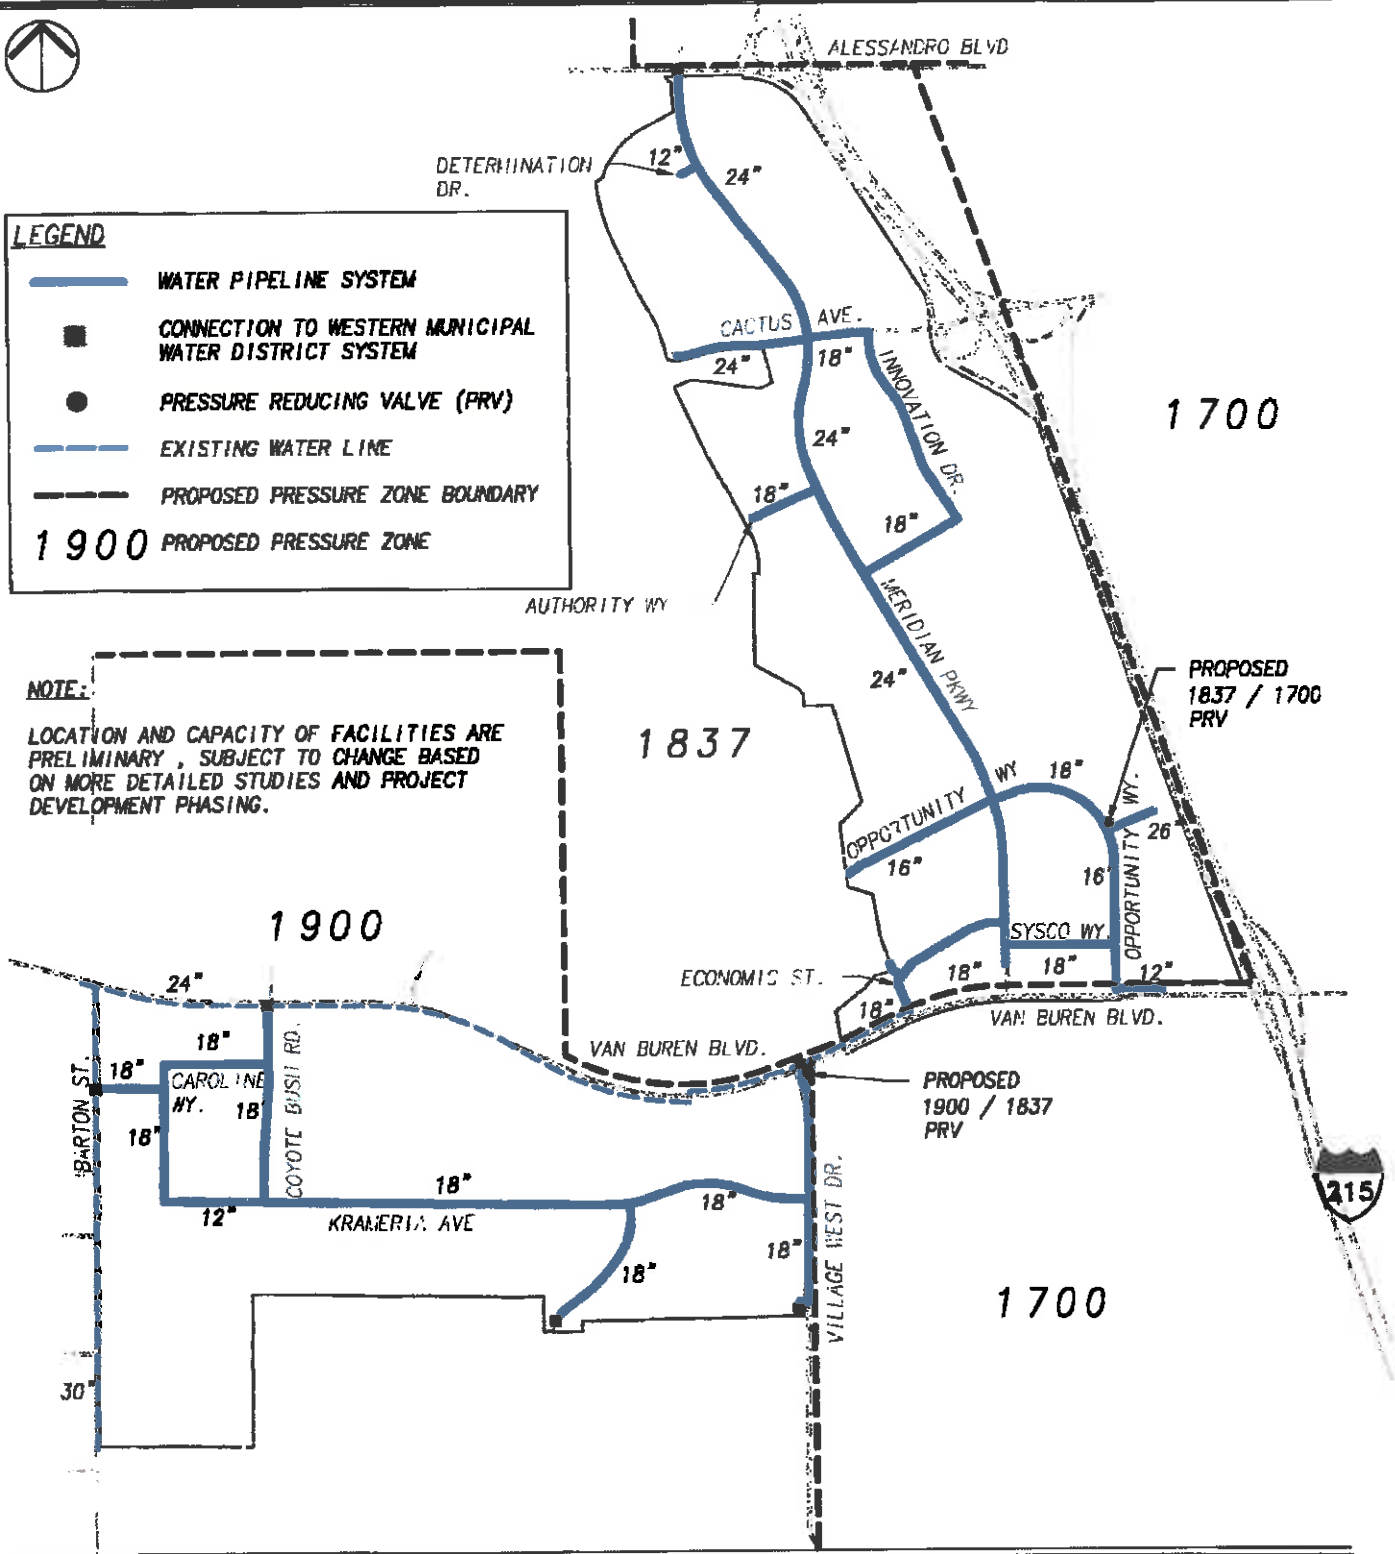 ALESSANDRO BLVD
DETERMINATION
DR.
12"
24"
LEGEND
WATER PIPELINE SYSTEM
CONNECTION TO WESTERN MUNICIPAL
WATER DISTRICT SYSTEM
PRESSURE REDUCING VALVE (PRV)
EXISTING WATER LINE
PROPOSED PRESSURE ZONE BOUNDARY
1900 PROPOSED PRESSURE ZONE
CACTUS AVE.
24"
18"
INNOVATION DR.
1700
24"
18"
18"
AUTHORITY WY
MERIDIAN PKWY
24"
NOTE:
LOCATION AND CAPACITY OF FACILITIES ARE
PRELIMINARY , SUBJECT TO CHANGE BASED
ON MORE DETAILED STUDIES AND PROJECT
DEVELOPMENT PHASING.
1837
PROPOSED
1837 / 1700
PRV
OPPORTUNITY WY
18"
16"
26"
16"
OPPORTUNITY WY.
1900
SYSCO WY.
ECONOMIC ST.
18"
18"
12"
18"
VAN BUREN BLVD.
24"
VAN BUREN BLVD.
18"
18"
CAROLINE
WY.
18"
18"
BARTON ST.
COYOTE BUSH RD.
PROPOSED
1900 / 1837
PRV
12"
18"
KRAMERIA AVE
18"
18"
18"
VILLAGE WEST DR.
215
1700
30"